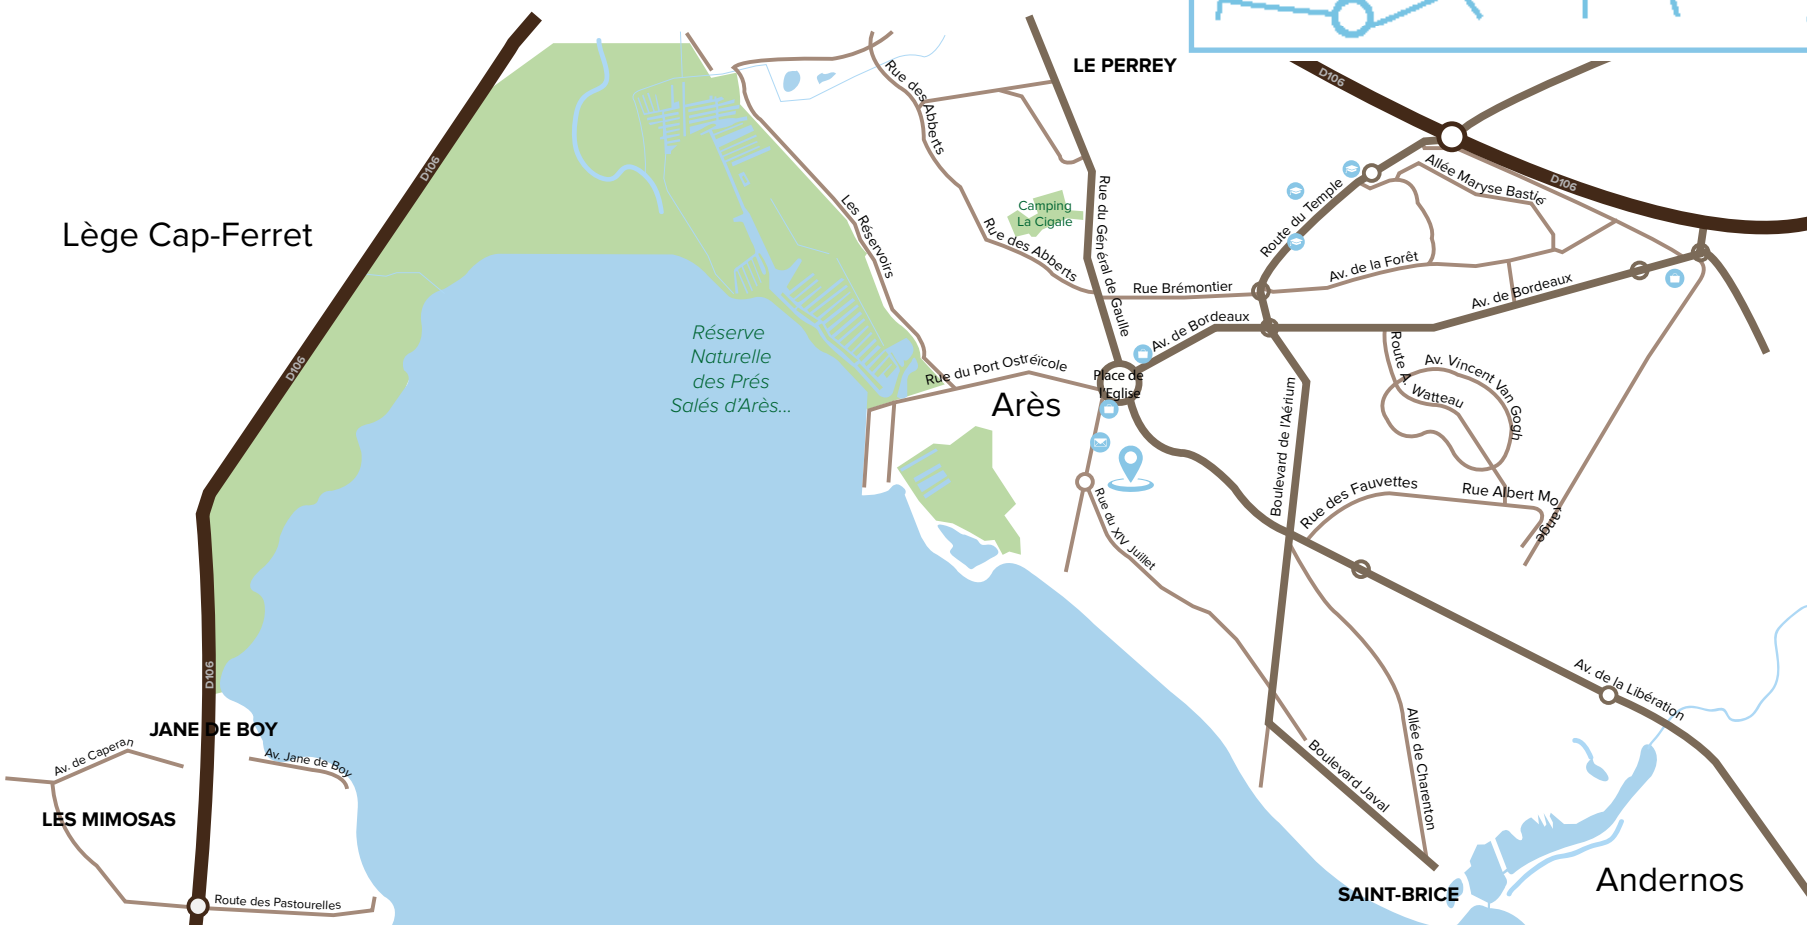 LE PERREY
D106
D106
D106
Rue des Abberts
Allée Maryse Bastié
Lège Cap-Ferret
Camping
La Cigale
Rue du Général de Gaulle
Route du Temple
Les Réservoirs
Rue des Abberts
Av. de la Forêt
Rue Brémontier
Av. de Bordeaux
Av. de Bordeaux
Réserve
Naturelle
des Prés
Salés d'Arès...
D106
Rue du Port Ostréïcole
Place de
l'Eglise
Arès
Route A. Watteau
Av. Vincent Van Gogh
Boulevard de l'Aérium
Rue des Fauvettes
Rue Albert Morange
Rue du XIV Juillet
D106
Av. de la Libération
JANE DE BOY
Av. de Caperan
Av. Jane de Boy
Boulevard Javal
Allée de Charenton
LES MIMOSAS
Andernos
SAINT-BRICE
Route des Pastourelles